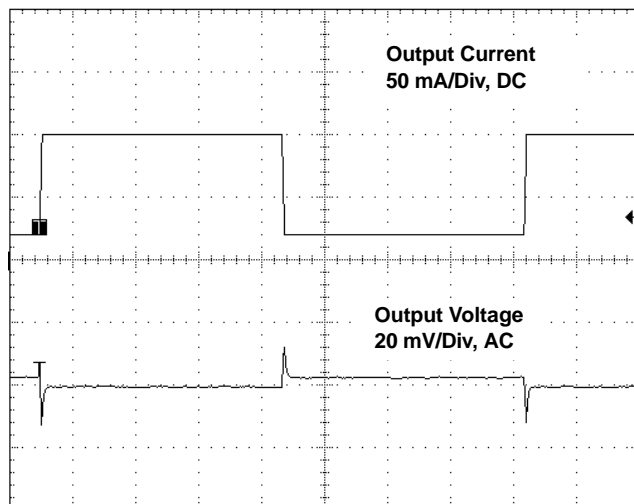 Output Current
50 mA/Div, DC
Output Voltage
20 mV/Div, AC